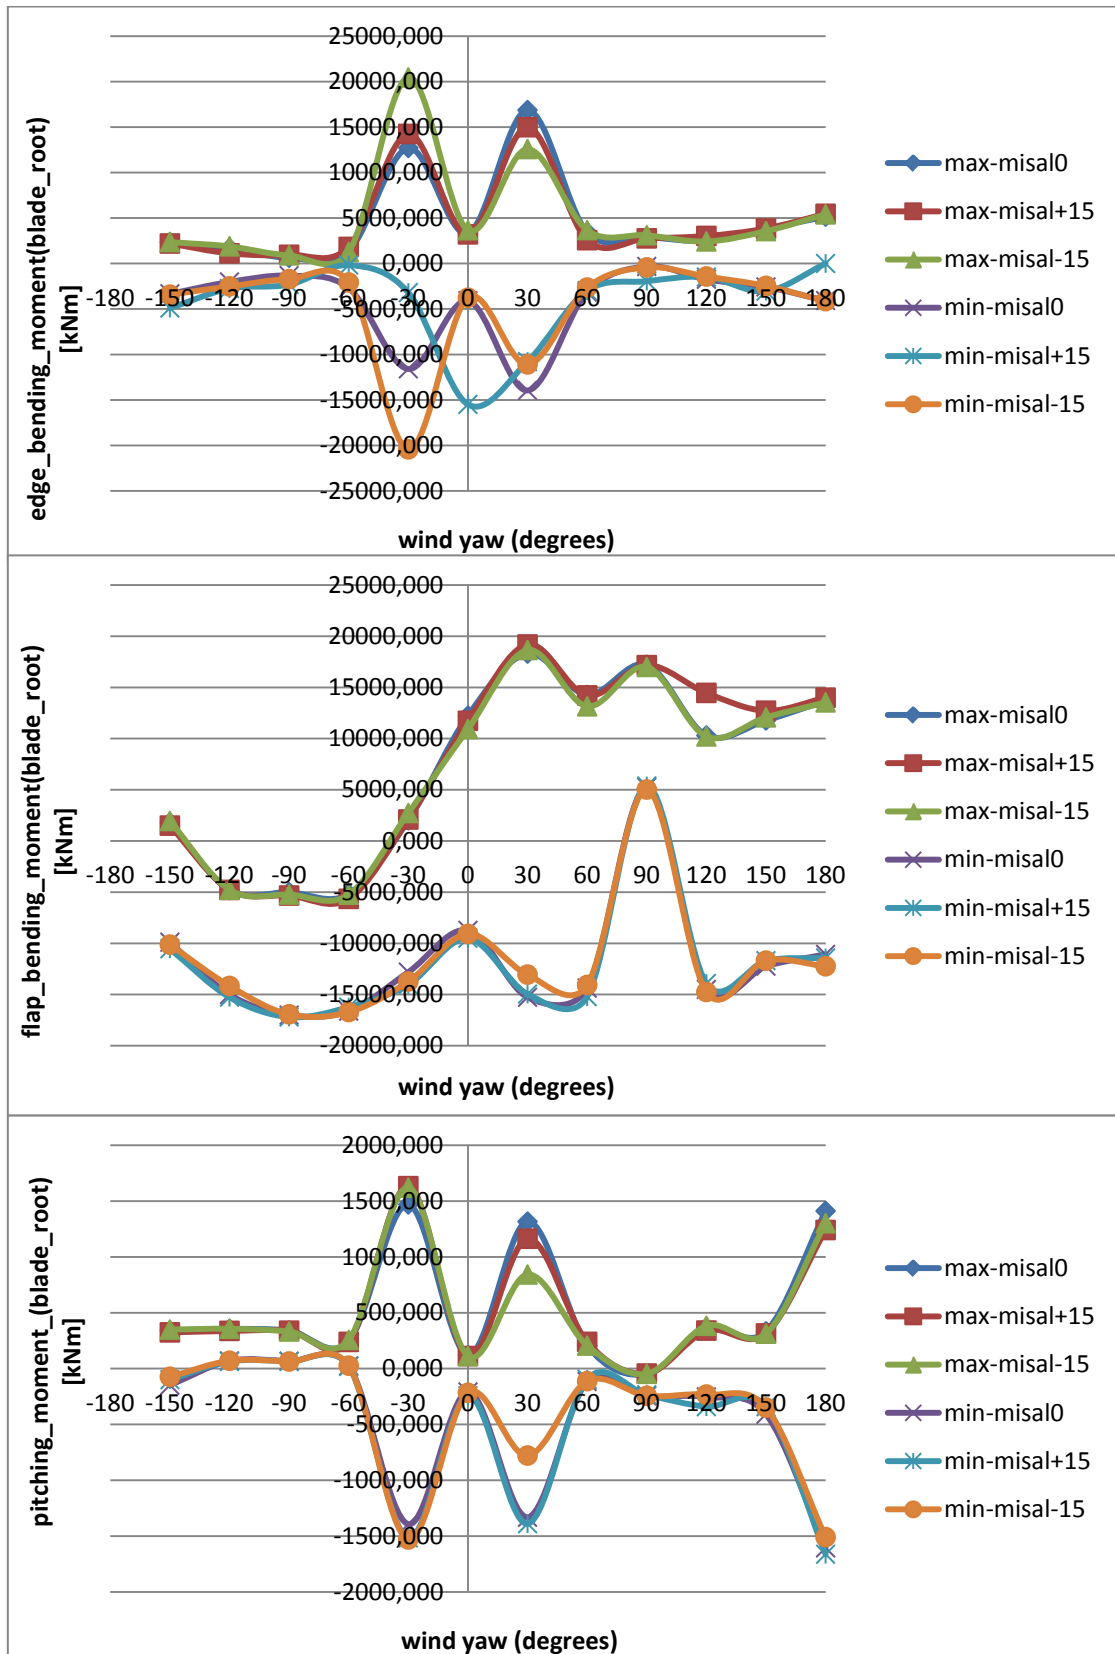 25000,000
20000,000
15000,000
10000,000
5000,000
0,000
-5000,000
-10000,000
-15000,000
-20000,000
-25000,000
-180 -150 -120 -90 -60 -30 0 30 60 90 120 150 180
edge_bending_moment(blade_root)
[kNm]
wind yaw (degrees)
max-misal0
max-misal+15
max-misal-15
min-misal0
min-misal+15
min-misal-15
25000,000
20000,000
15000,000
10000,000
5000,000
0,000
-5000,000
-10000,000
-15000,000
-20000,000
-180 -150 -120 -90 -60 -30 0 30 60 90 120 150 180
flap_bending_moment(blade_root)
[kNm]
wind yaw (degrees)
max-misal0
max-misal+15
max-misal-15
min-misal0
min-misal+15
min-misal-15
2000,000
1500,000
1000,000
500,000
0,000
-500,000
-1000,000
-1500,000
-2000,000
-180 -150 -120 -90 -60 -30 0 30 60 90 120 150 180
pitching_moment_(blade_root)
[kNm]
wind yaw (degrees)
max-misal0
max-misal+15
max-misal-15
min-misal0
min-misal+15
min-misal-15